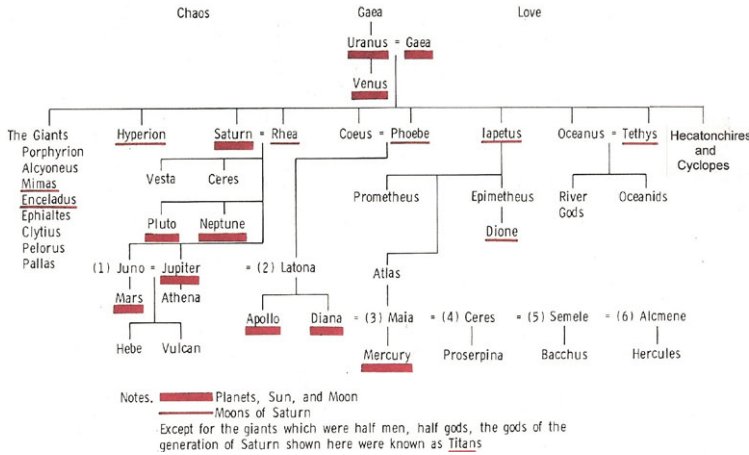 Chaos Gaea Love
Uranus = Gaea
Venus
The Giants Hyperion Saturn = Rhea Coeus = Phoebe Iapetus Oceanus = Tethys Hecatonchires
and
Cyclopes
Porphyrion
Alcyoneus
Mimas
Enceladus
Ephialtes
Clytius
Pelorus
Pallas
Vesta Ceres Prometheus Epimetheus River
Gods Oceanids
Pluto Neptune Dione
(1) Juno = Jupiter = (2) Latona Atlas
Mars Athena
Apollo Diana = (3) Maia = (4) Ceres = (5) Semele = (6) Alcmene
Hebe Vulcan Mercury Proserpina Bacchus Hercules
Notes. Planets, Sun, and Moon
Moons of Saturn
Except for the giants which were half men, half gods, the gods of the
generation of Saturn shown here were known as Titans